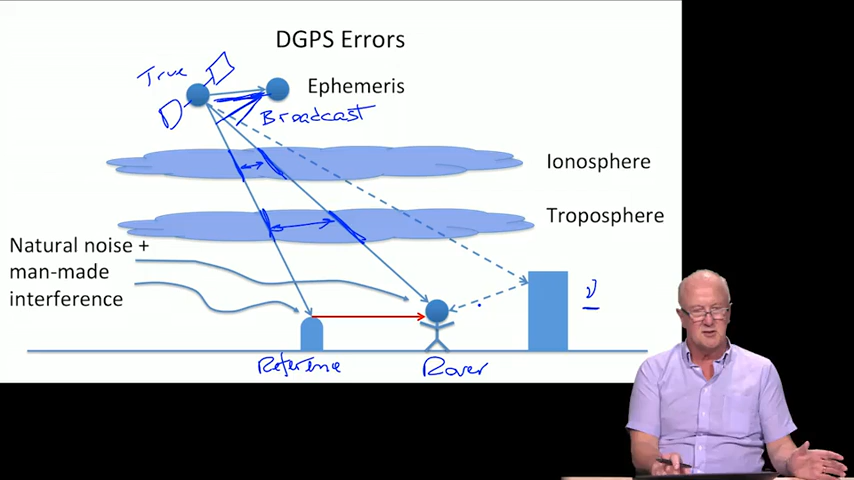 DGPS Errors
True
Ephemeris
Broadcast
Ionosphere
Troposphere
Natural noise +
man-made
interference
Reference
Rover